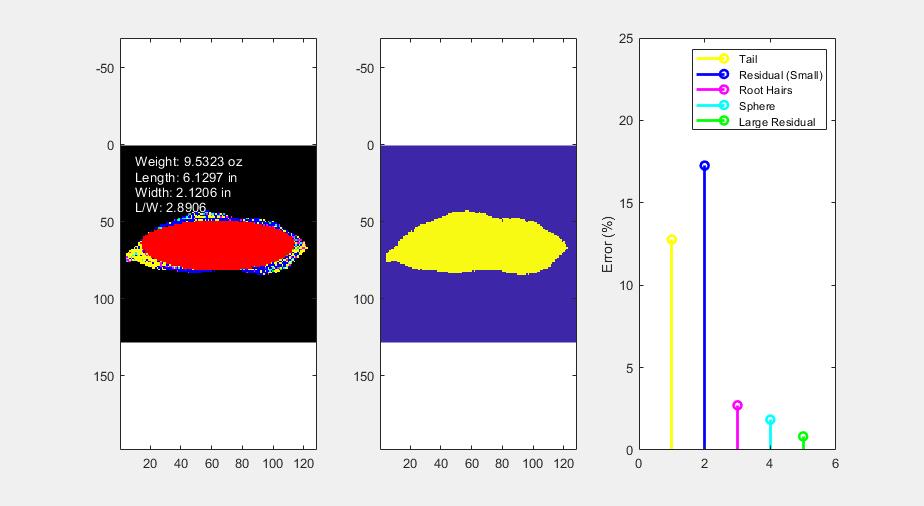 -50
0
50
100
150
20 40 60 80 100 120
Weight: 9.5323 oz
Length: 6.1297 in
Width: 2.1206 in
L/W: 2.8906
-50
0
50
100
150
20 40 60 80 100 120
Error (%)
25
20
15
10
5
0
0 2 4 6
Tail
Residual (Small)
Root Hairs
Sphere
Large Residual